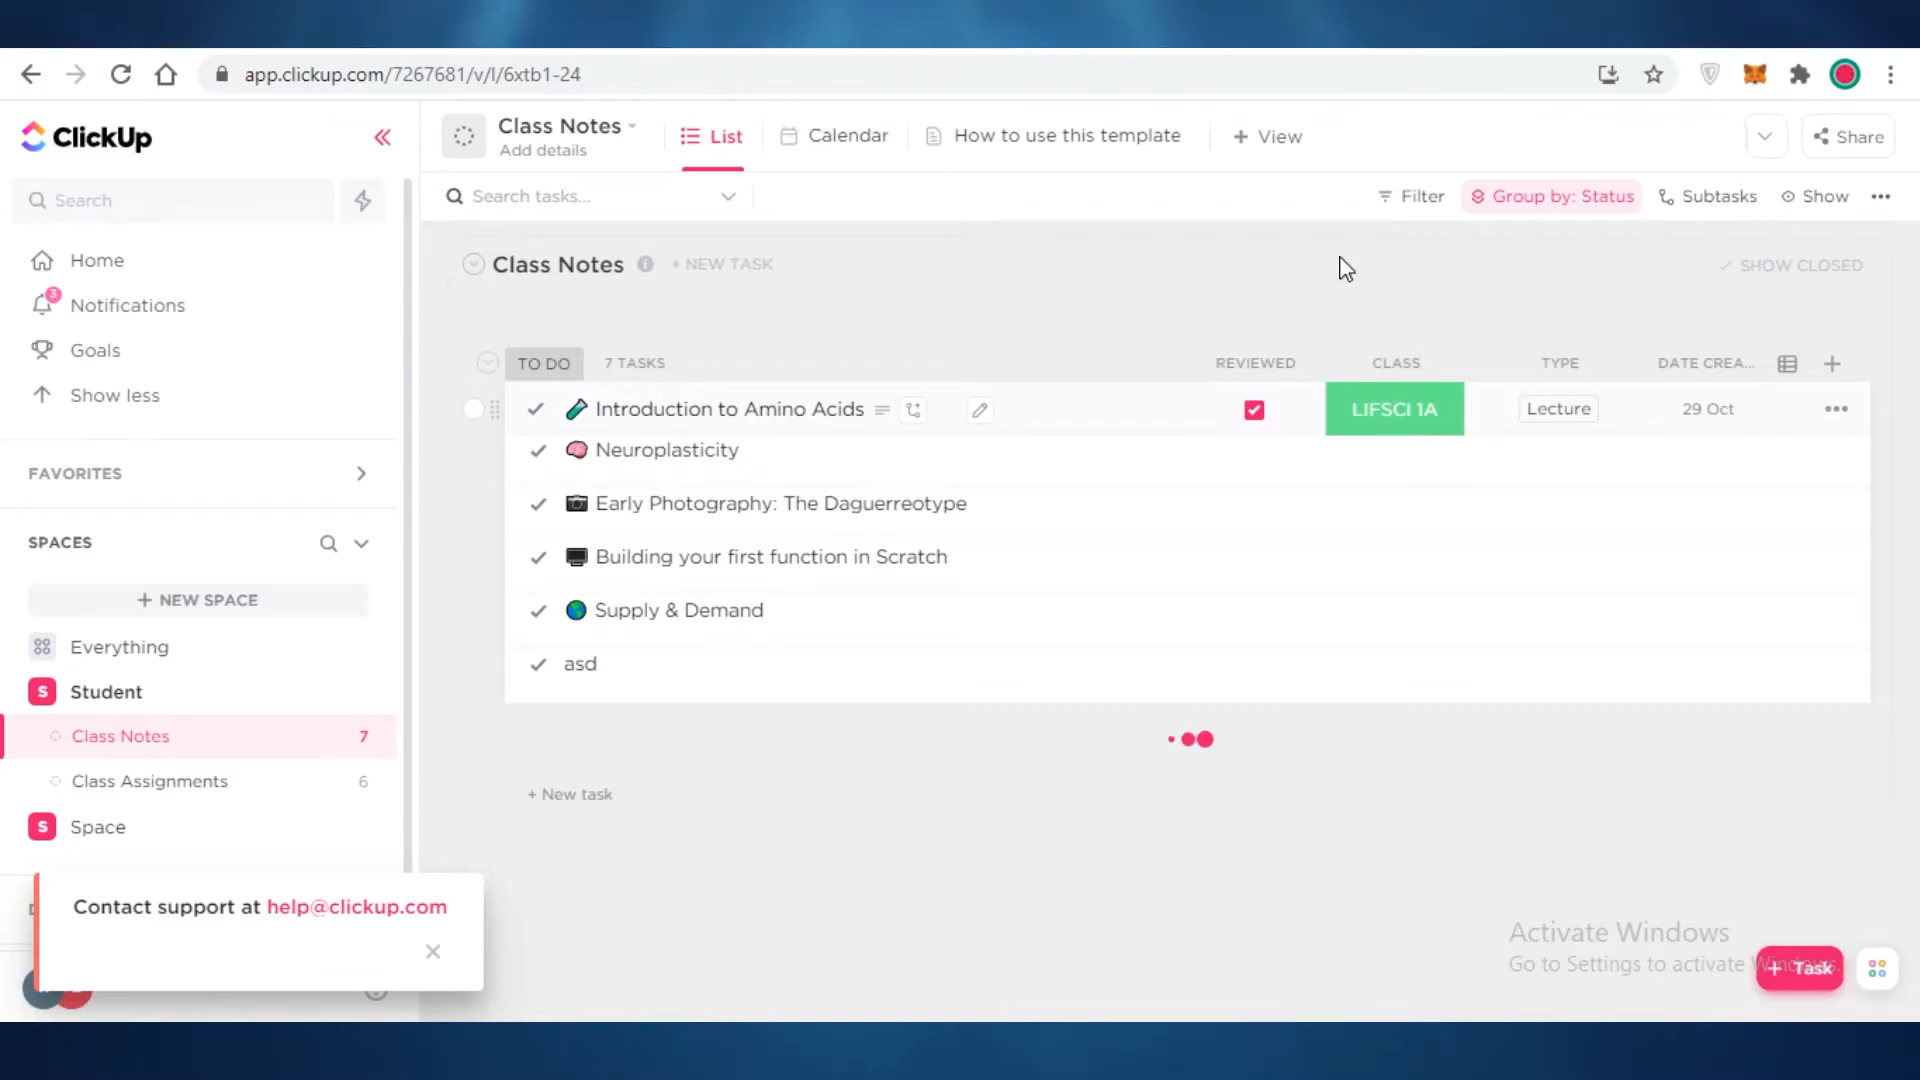 app.clickup.com/7267681/v/l/6xtb1-24
ClickUp
Class Notes
Add details
List
Calendar
How to use this template
+ View
Share
Search
Search tasks...
Filter
Group by: Status
Subtasks
Show
Home
3
Notifications
Goals
Show less
FAVORITES
SPACES
+ NEW SPACE
Everything
S
Student
Class Notes 7
Class Assignments 6
S
Space
Class Notes
+ NEW TASK
SHOW CLOSED
TO DO
7 TASKS
REVIEWED
CLASS
TYPE
DATE CREA...
Introduction to Amino Acids
LIFSCI 1A
Lecture
29 Oct
Neuroplasticity
Early Photography: The Daguerreotype
Building your first function in Scratch
Supply & Demand
asd
+ New task
Contact support at help@clickup.com
Activate Windows
Go to Settings to activate
+ Task